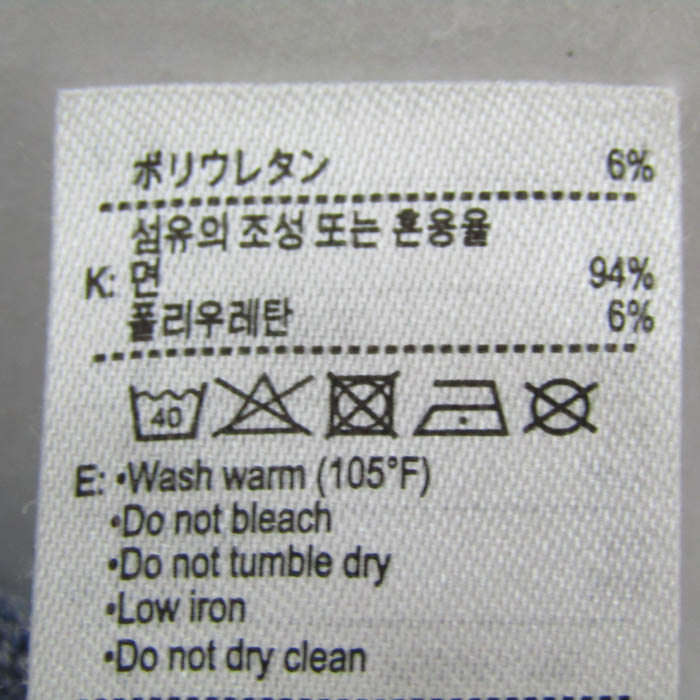 ポリウレタン 6%
섬유의 조성 또는 혼용율
K: 면 94%
폴리우레탄 6%
40
E: •Wash warm (105°F)
•Do not bleach
•Do not tumble dry
•Low iron
•Do not dry clean